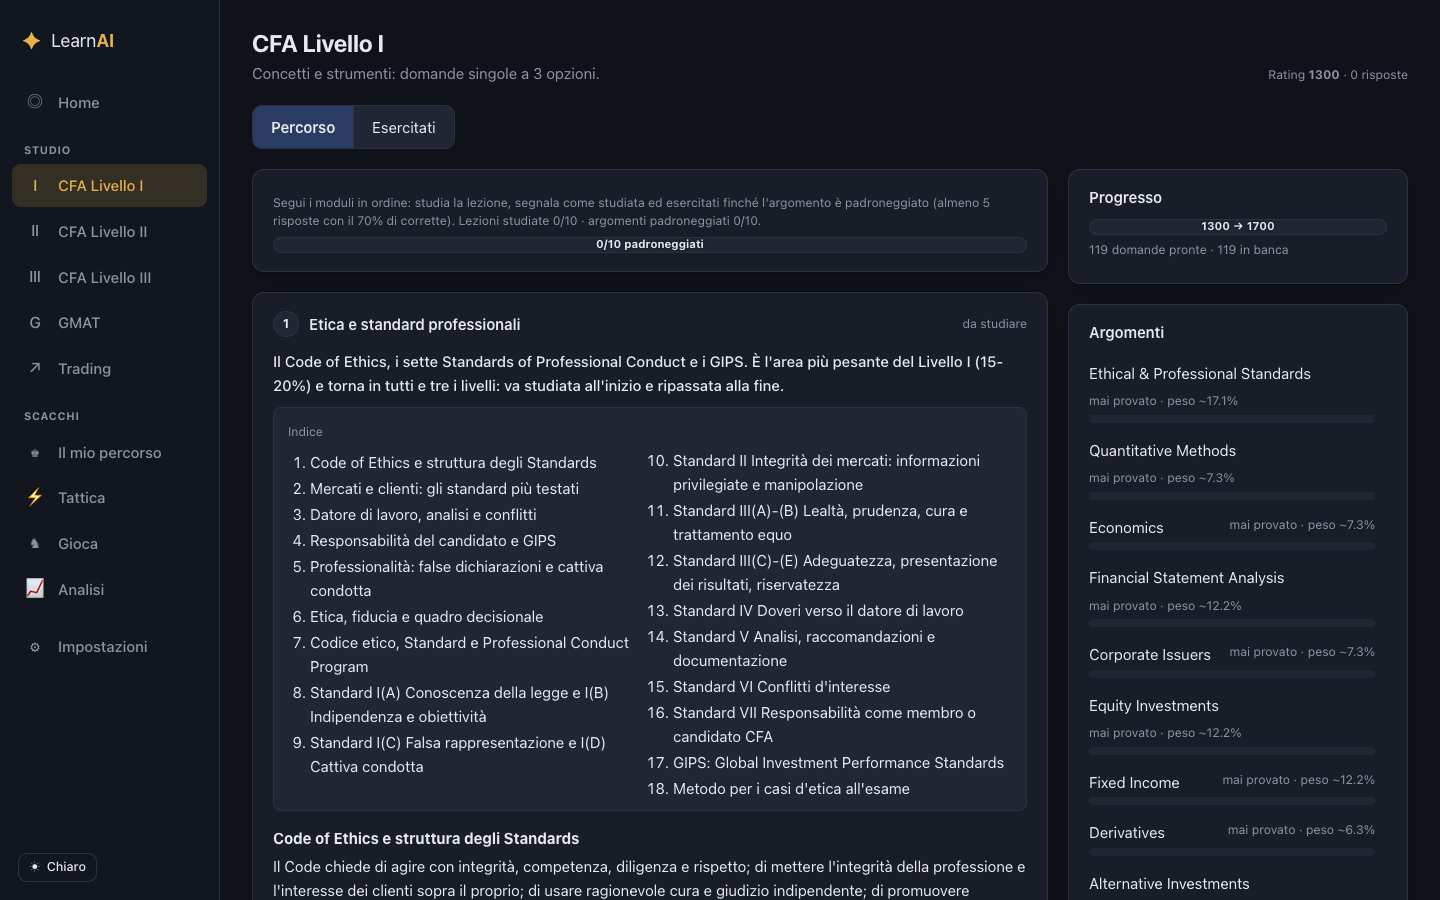 LearnAI
Home
STUDIO
I CFA Livello I
II CFA Livello II
III CFA Livello III
G GMAT
Trading
SCACCHI
Il mio percorso
Tattica
Gioca
Analisi
Impostazioni
Chiaro
CFA Livello I
Concetti e strumenti: domande singole a 3 opzioni.
Rating 1300 · 0 risposte
Percorso
Esercitati
Segui i moduli in ordine: studia la lezione, segnala come studiata ed esercitati finché l'argomento è padroneggiato (almeno 5
risposte con il 70% di corrette). Lezioni studiate 0/10 · argomenti padroneggiati 0/10.
0/10 padroneggiati
1 Etica e standard professionali
da studiare
Il Code of Ethics, i sette Standards of Professional Conduct e i GIPS. È l'area più pesante del Livello I (15-
20%) e torna in tutti e tre i livelli: va studiata all'inizio e ripassata alla fine.
Indice
1. Code of Ethics e struttura degli Standards
2. Mercati e clienti: gli standard più testati
3. Datore di lavoro, analisi e conflitti
4. Responsabilità del candidato e GIPS
5. Professionalità: false dichiarazioni e cattiva
condotta
6. Etica, fiducia e quadro decisionale
7. Codice etico, Standard e Professional Conduct
Program
8. Standard I(A) Conoscenza della legge e I(B)
Indipendenza e obiettività
9. Standard I(C) Falsa rappresentazione e I(D)
Cattiva condotta
10. Standard II Integrità dei mercati: informazioni
privilegiate e manipolazione
11. Standard III(A)-(B) Lealtà, prudenza, cura e
trattamento equo
12. Standard III(C)-(E) Adeguatezza, presentazione
dei risultati, riservatezza
13. Standard IV Doveri verso il datore di lavoro
14. Standard V Analisi, raccomandazioni e
documentazione
15. Standard VI Conflitti d'interesse
16. Standard VII Responsabilità come membro o
candidato CFA
17. GIPS: Global Investment Performance Standards
18. Metodo per i casi d'etica all'esame
Code of Ethics e struttura degli Standards
Il Code chiede di agire con integrità, competenza, diligenza e rispetto; di mettere l'integrità della professione e
l'interesse dei clienti sopra il proprio; di usare ragionevole cura e giudizio indipendente; di promuovere
Progresso
1300 → 1700
119 domande pronte · 119 in banca
Argomenti
Ethical & Professional Standards
mai provato · peso ~17.1%
Quantitative Methods
mai provato · peso ~7.3%
Economics
mai provato · peso ~7.3%
Financial Statement Analysis
mai provato · peso ~12.2%
Corporate Issuers
mai provato · peso ~7.3%
Equity Investments
mai provato · peso ~12.2%
Fixed Income
mai provato · peso ~12.2%
Derivatives
mai provato · peso ~6.3%
Alternative Investments